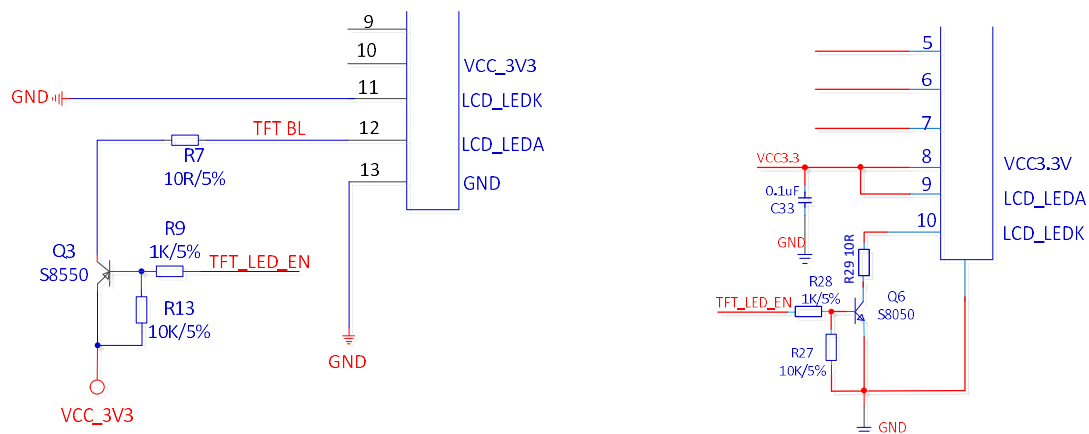 9
10
VCC_3V3
GND
11
LCD_LEDK
TFT BL
12
LCD_LEDA
R7
10R/5%
13
GND
R9
1K/5%
Q3
S8550
TFT_LED_EN
R13
10K/5%
GND
VCC_3V3
5
6
7
VCC3.3
8
VCC3.3V
0.1uF
C33
9
LCD_LEDA
10
LCD_LEDK
GND
R29 10R
R28
1K/5%
Q6
S8050
TFT_LED_EN
R27
10K/5%
GND